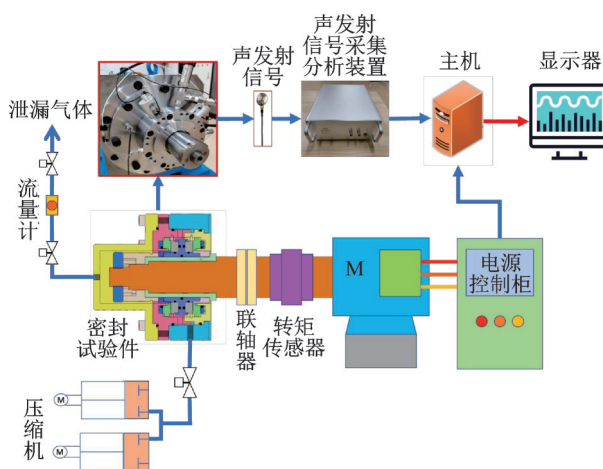 声发射
信号
声发射
信号采集
分析装置
主机
显示器
泄漏气体
流量计
密封
试验件
联轴器
转矩
传感器
M
电源
控制柜
压缩机
M
M